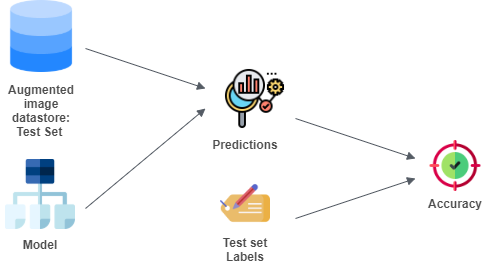 Augmented
image
datastore:
Test Set
Predictions
Model
Test set
Labels
Accuracy